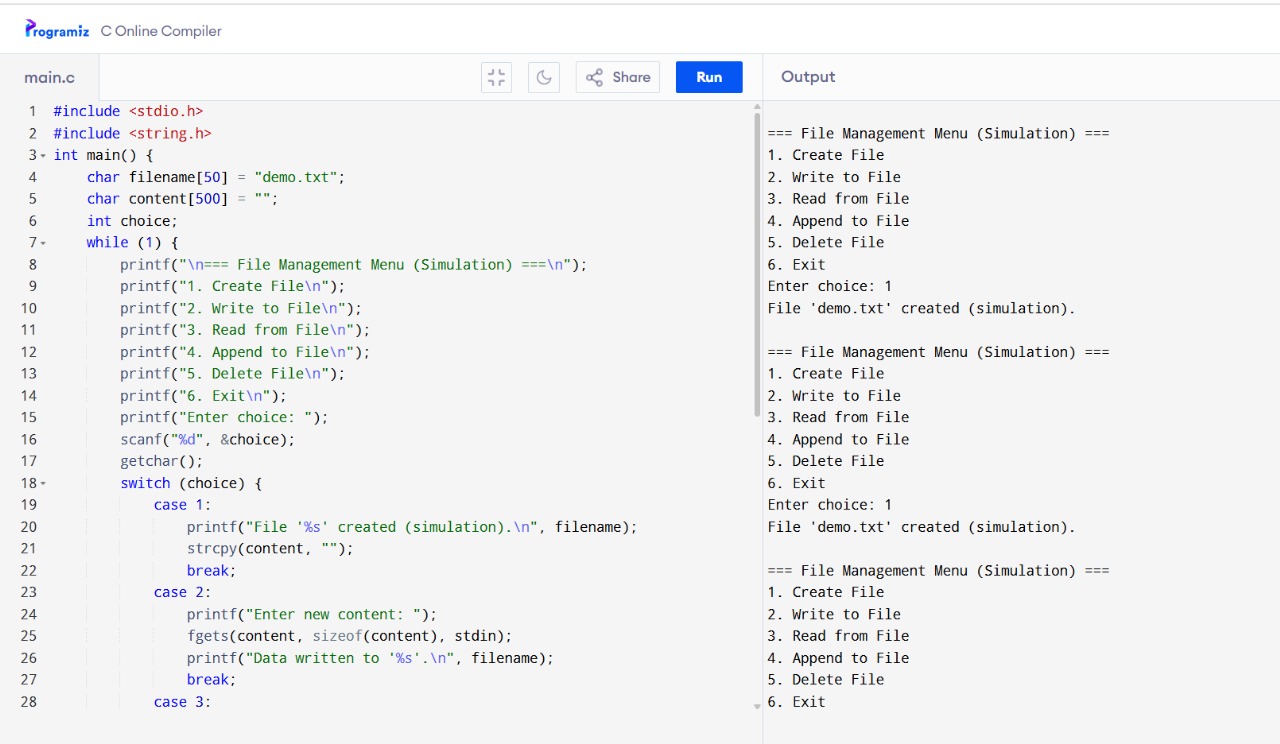 Programiz C Online Compiler
main.c
Share
Run
Output
1 #include <stdio.h>
2 #include <string.h>
3 int main() {
4     char filename[50] = "demo.txt";
5     char content[500] = "";
6     int choice;
7     while (1) {
8         printf("\n=== File Management Menu (Simulation) ===\n");
9         printf("1. Create File\n");
10         printf("2. Write to File\n");
11         printf("3. Read from File\n");
12         printf("4. Append to File\n");
13         printf("5. Delete File\n");
14         printf("6. Exit\n");
15         printf("Enter choice: ");
16         scanf("%d", &choice);
17         getchar();
18         switch (choice) {
19             case 1:
20                 printf("File '%s' created (simulation).\n", filename);
21                 strcpy(content, "");
22                 break;
23             case 2:
24                 printf("Enter new content: ");
25                 fgets(content, sizeof(content), stdin);
26                 printf("Data written to '%s'.\n", filename);
27                 break;
28             case 3:
=== File Management Menu (Simulation) ===
1. Create File
2. Write to File
3. Read from File
4. Append to File
5. Delete File
6. Exit
Enter choice: 1
File 'demo.txt' created (simulation).
=== File Management Menu (Simulation) ===
1. Create File
2. Write to File
3. Read from File
4. Append to File
5. Delete File
6. Exit
Enter choice: 1
File 'demo.txt' created (simulation).
=== File Management Menu (Simulation) ===
1. Create File
2. Write to File
3. Read from File
4. Append to File
5. Delete File
6. Exit